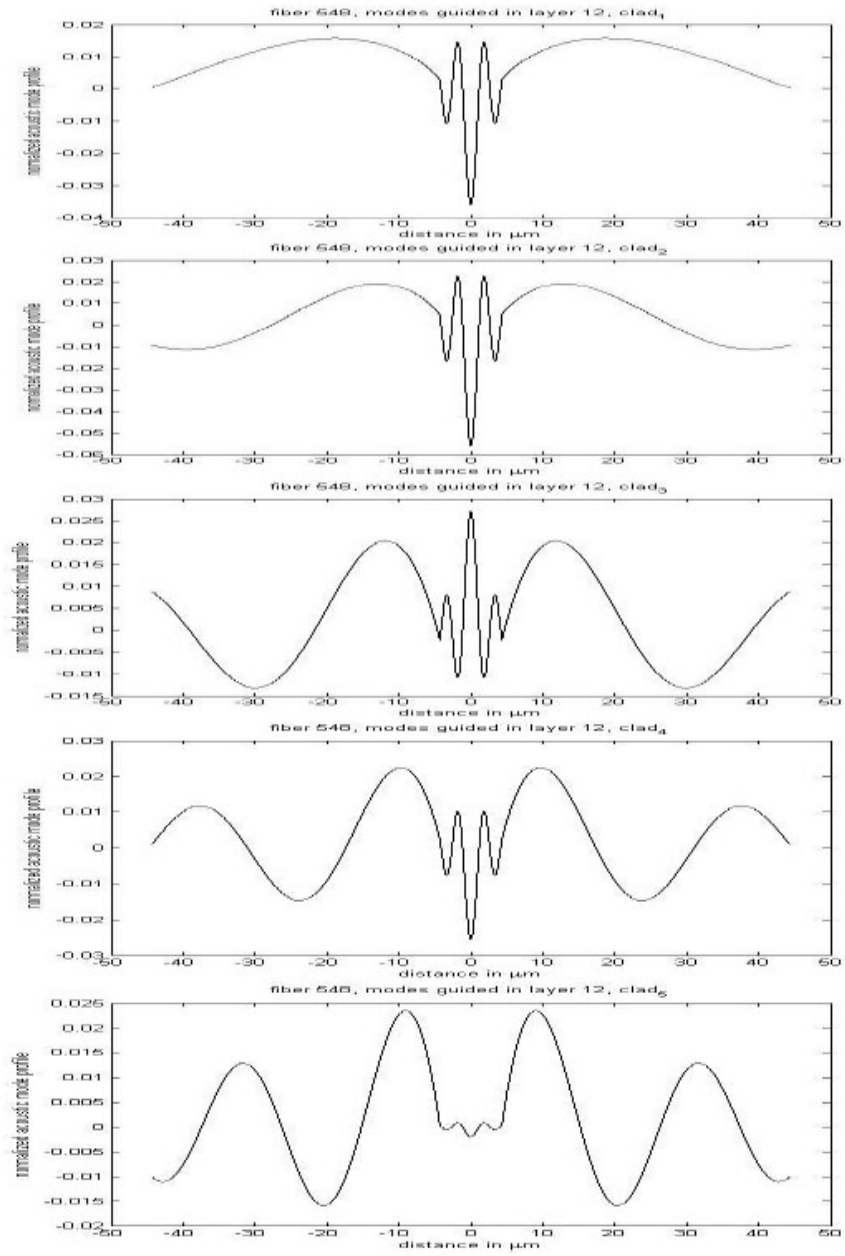 fiber 548, modes guided in layer 12, clad₁
normalized acoustic mode profile
0.02
0.01
0
-0.01
-0.02
-0.03
-0.04
-50 -40 -30 -20 -10 0 10 20 30 40 50
distance in μm
fiber 548, modes guided in layer 12, clad₂
normalized acoustic mode profile
0.03
0.02
0.01
0
-0.01
-0.02
-0.03
-0.04
-0.05
-0.06
-50 -40 -30 -20 -10 0 10 20 30 40 50
distance in μm
fiber 548, modes guided in layer 12, clad₃
normalized acoustic mode profile
0.03
0.025
0.02
0.015
0.01
0.005
0
-0.005
-0.01
-0.015
-50 -40 -30 -20 -10 0 10 20 30 40 50
distance in μm
fiber 548, modes guided in layer 12, clad₄
normalized acoustic mode profile
0.03
0.02
0.01
0
-0.01
-0.02
-0.03
-50 -40 -30 -20 -10 0 10 20 30 40 50
distance in μm
fiber 548, modes guided in layer 12, clad₅
normalized acoustic mode profile
0.025
0.02
0.015
0.01
0.005
0
-0.005
-0.01
-0.015
-0.02
-50 -40 -30 -20 -10 0 10 20 30 40 50
distance in μm